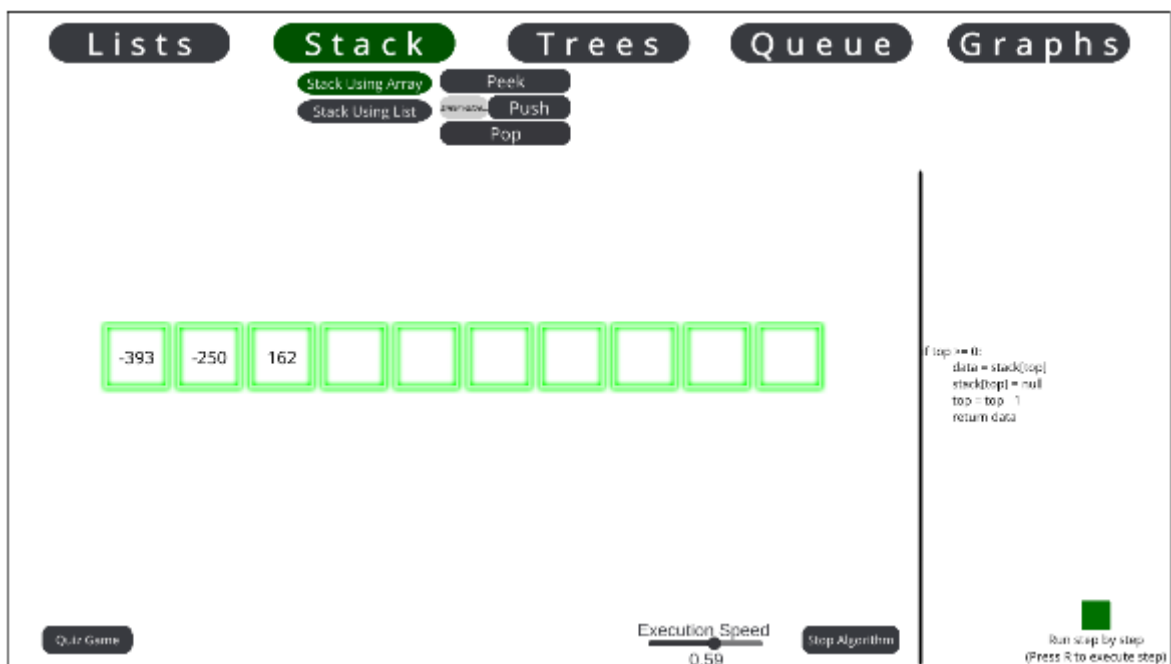 Lists Stack Trees Queue Graphs
Stack Using Array Peek
Stack Using List Push
Pop
-393 -250 162
if top >= 0:
data = stack[top]
stack[top] = null
top = top - 1
return data
Quiz Game
Execution Speed
0.59
Stop Algorithm
Run step by step
(Press R to execute step)